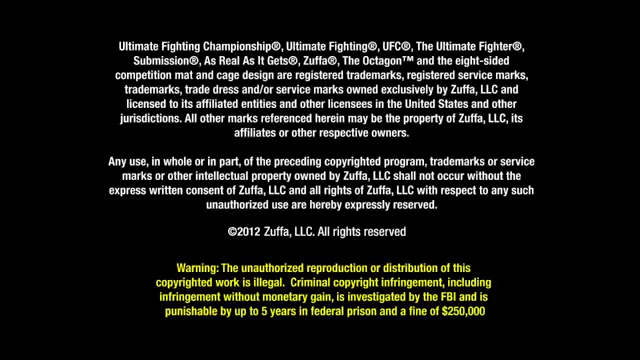 Ultimate Fighting Championship®, Ultimate Fighting®, UFC®, The Ultimate Fighter®,
Submission®, As Real As It Gets®, Zuffa®, The Octagon™ and the eight-sided
competition mat and cage design are registered trademarks, registered service marks,
trademarks, trade dress and/or service marks owned exclusively by Zuffa, LLC and
licensed to its affiliated entities and other licensees in the United States and other
jurisdictions. All other marks referenced herein may be the property of Zuffa, LLC, its
affiliates or other respective owners.
Any use, in whole or in part, of the preceding copyrighted program, trademarks or service
marks or other intellectual property owned by Zuffa, LLC shall not occur without the
express written consent of Zuffa, LLC and all rights of Zuffa, LLC with respect to any such
unauthorized use are hereby expressly reserved.
©2012 Zuffa, LLC. All rights reserved
Warning: The unauthorized reproduction or distribution of this
copyrighted work is illegal. Criminal copyright infringement, including
infringement without monetary gain, is investigated by the FBI and is
punishable by up to 5 years in federal prison and a fine of $250,000